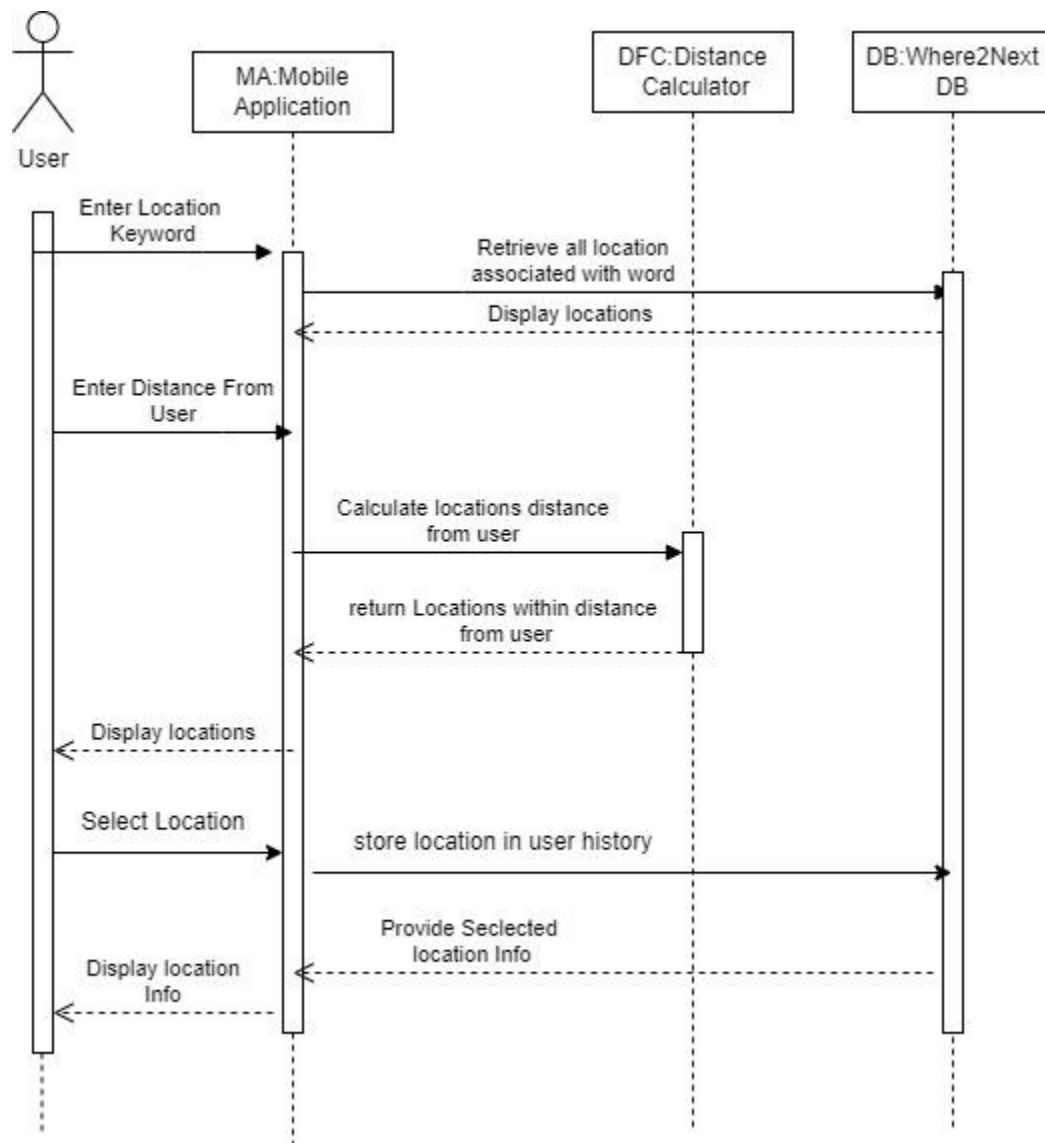 User
MA:Mobile
Application
DFC:Distance
Calculator
DB:Where2Next
DB
Enter Location
Keyword
Retrieve all location
associated with word
Display locations
Enter Distance From
User
Calculate locations distance
from user
return Locations within distance
from user
Display locations
Select Location
store location in user history
Provide Seclected
location Info
Display location
Info